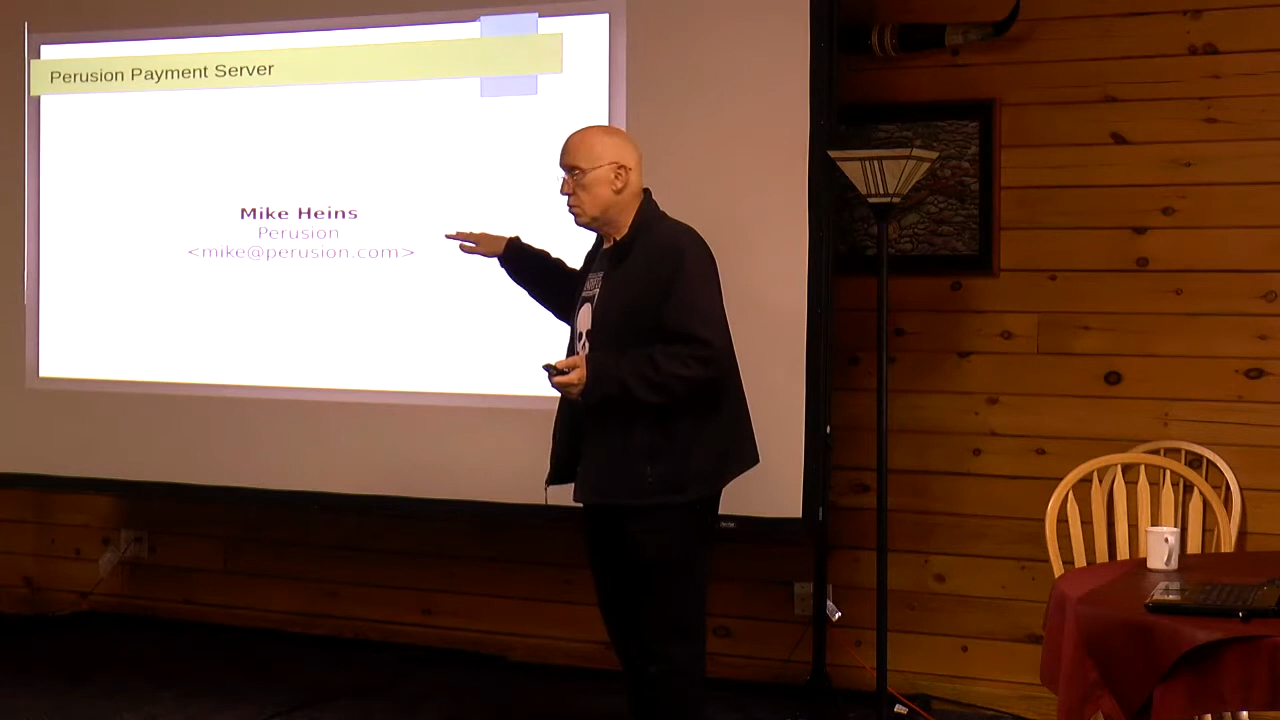 Perusion Payment Server
Mike Heins
Perusion
<mike@perusion.com>